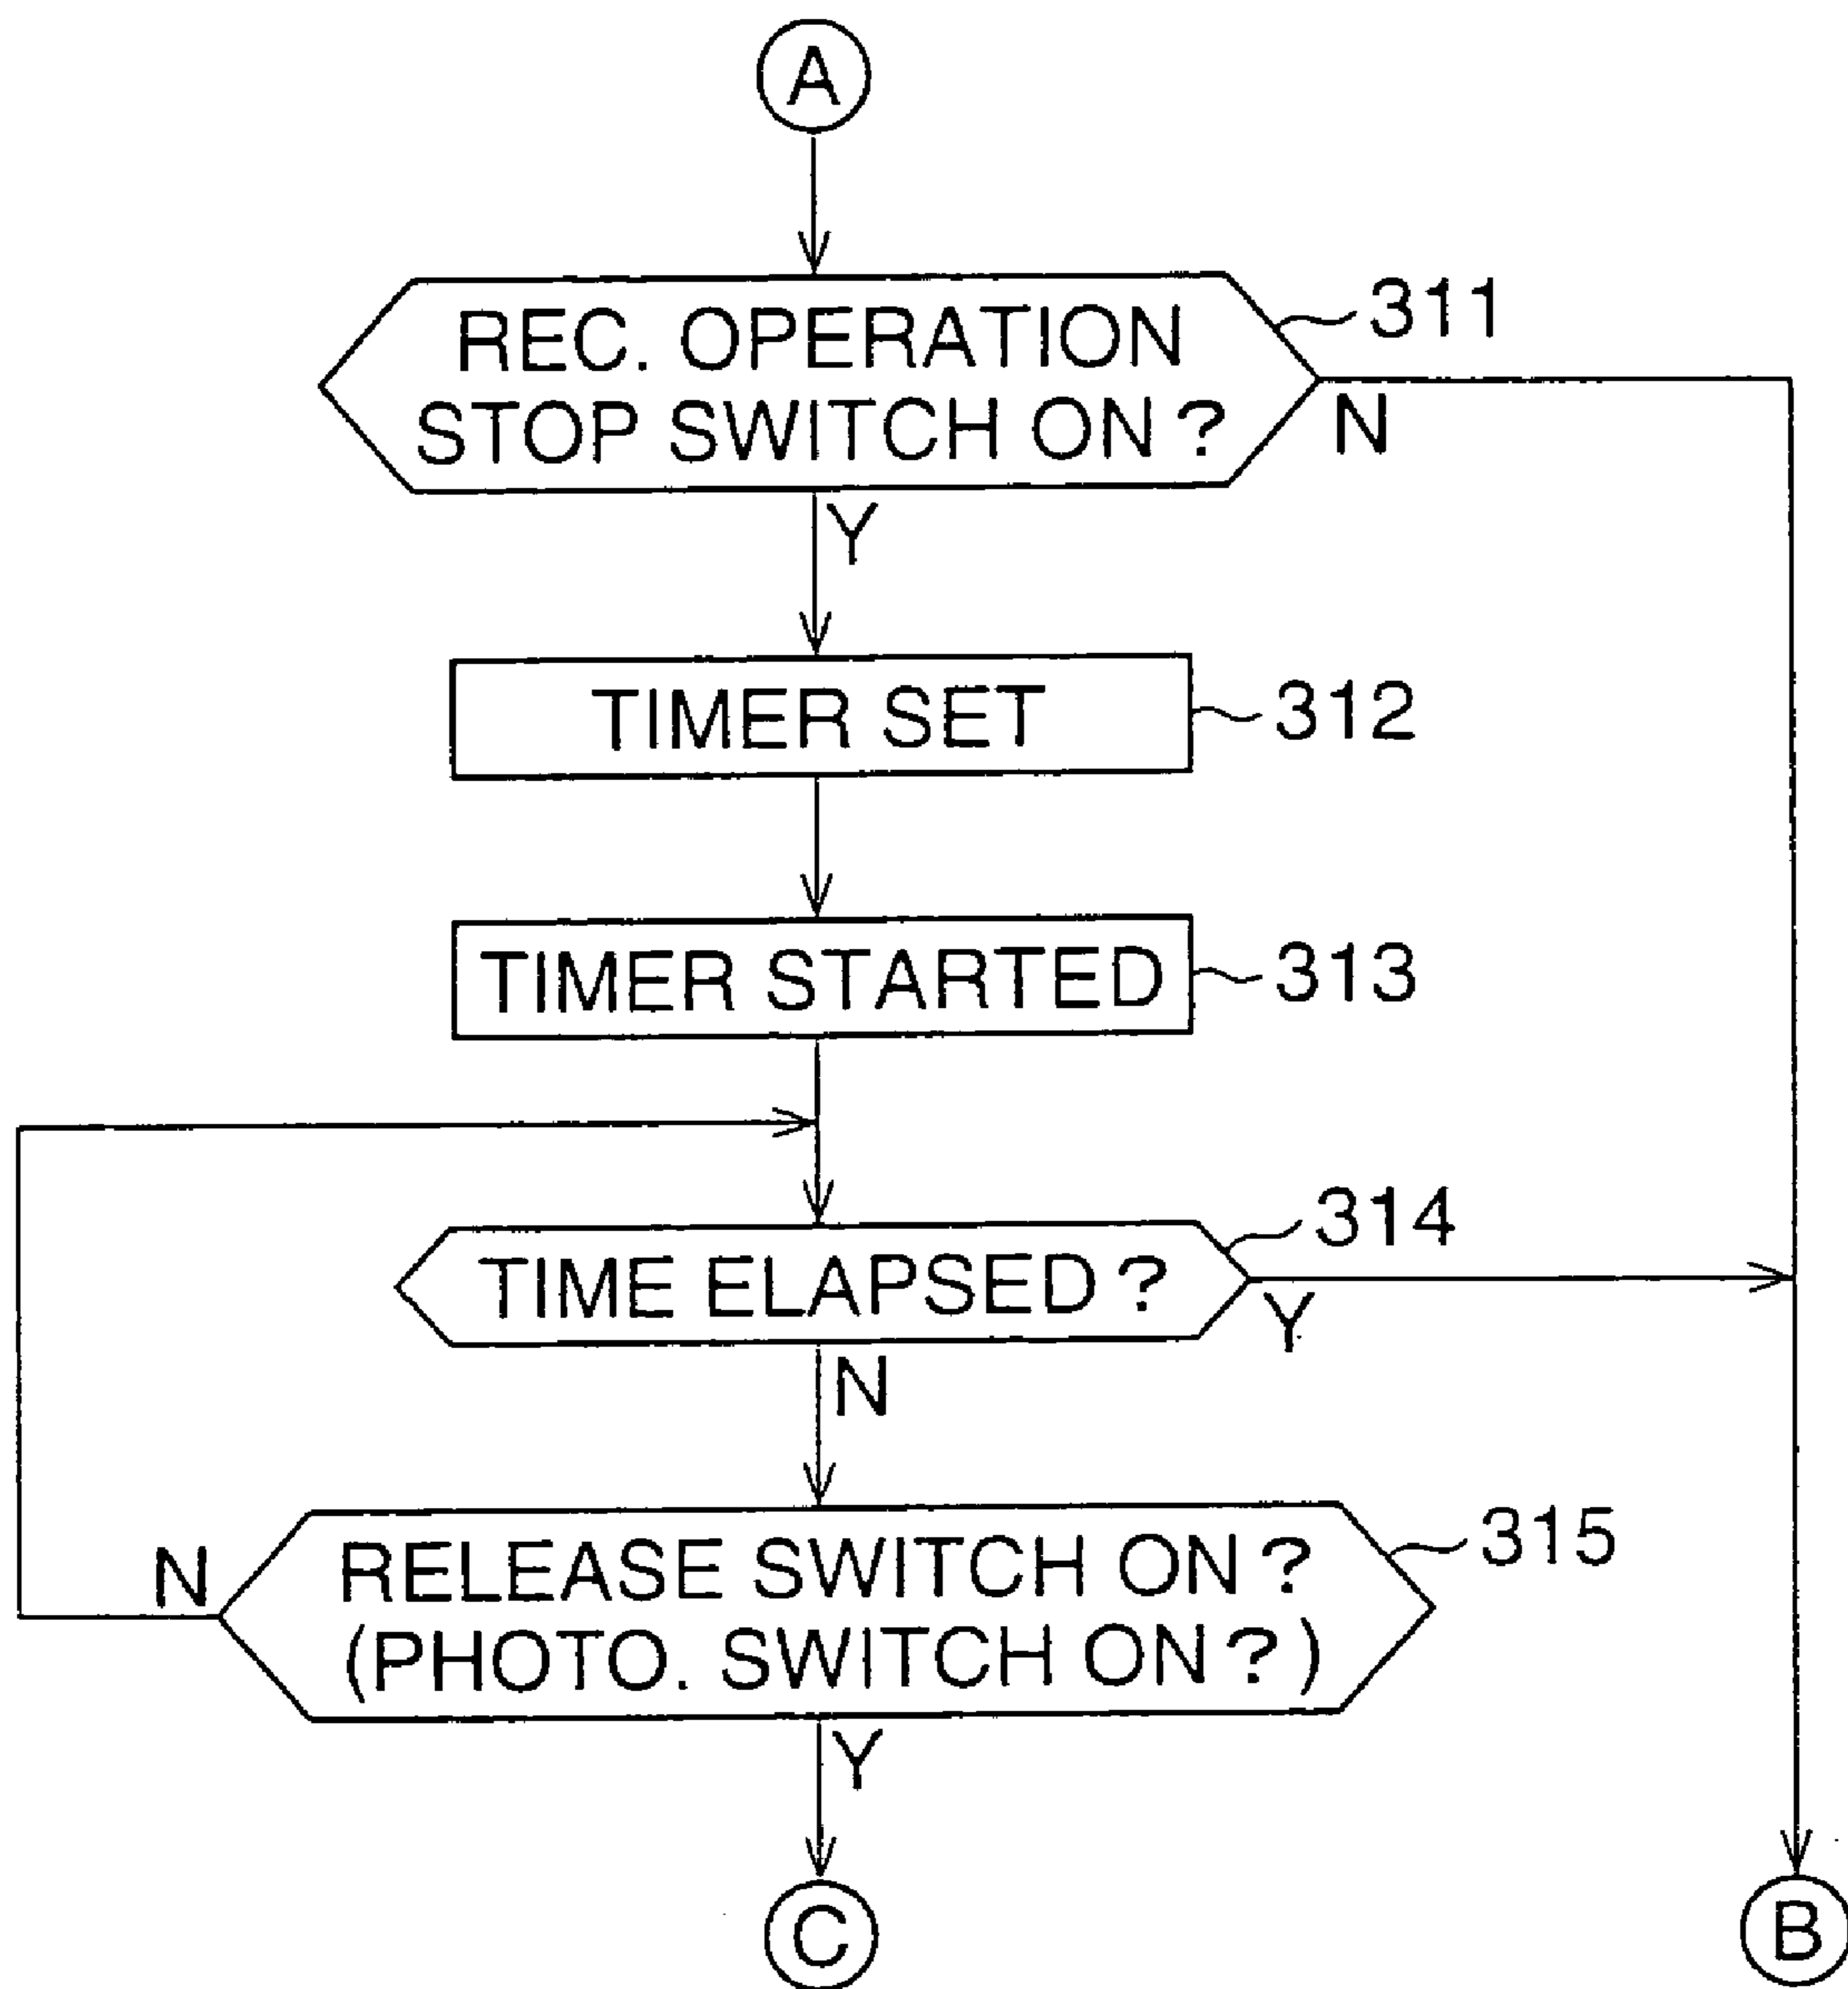 A
REC. OPERATION
STOP SWITCH ON ?
311
N
Y
TIMER SET
312
TIMER STARTED
313
314
TIME ELAPSED ?
Y
N
315
N
RELEASE SWITCH ON ?
(PHOTO. SWITCH ON ? )
Y
C
B